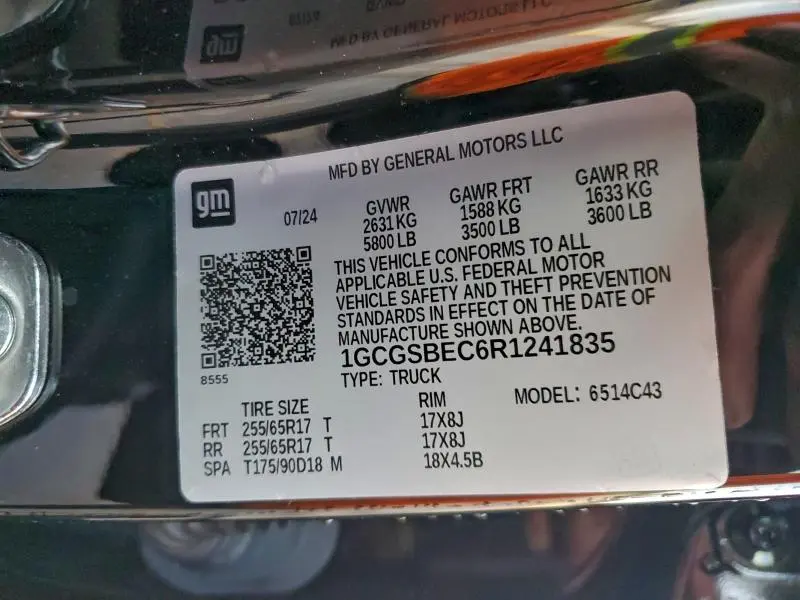 MFD BY GENERAL MOTORS LLC
gm
07/24
GVWR
2631 KG
5800 LB
GAWR FRT
1588 KG
3500 LB
GAWR RR
1633 KG
3600 LB
THIS VEHICLE CONFORMS TO ALL
APPLICABLE U.S. FEDERAL MOTOR
VEHICLE SAFETY AND THEFT PREVENTION
STANDARDS IN EFFECT ON THE DATE OF
MANUFACTURE SHOWN ABOVE.
1GCGSBEC6R1241835
8555
TYPE: TRUCK
MODEL: 6514C43
TIRE SIZE RIM
FRT 255/65R17 T 17X8J
RR 255/65R17 T 17X8J
SPA T175/90D18 M 18X4.5B